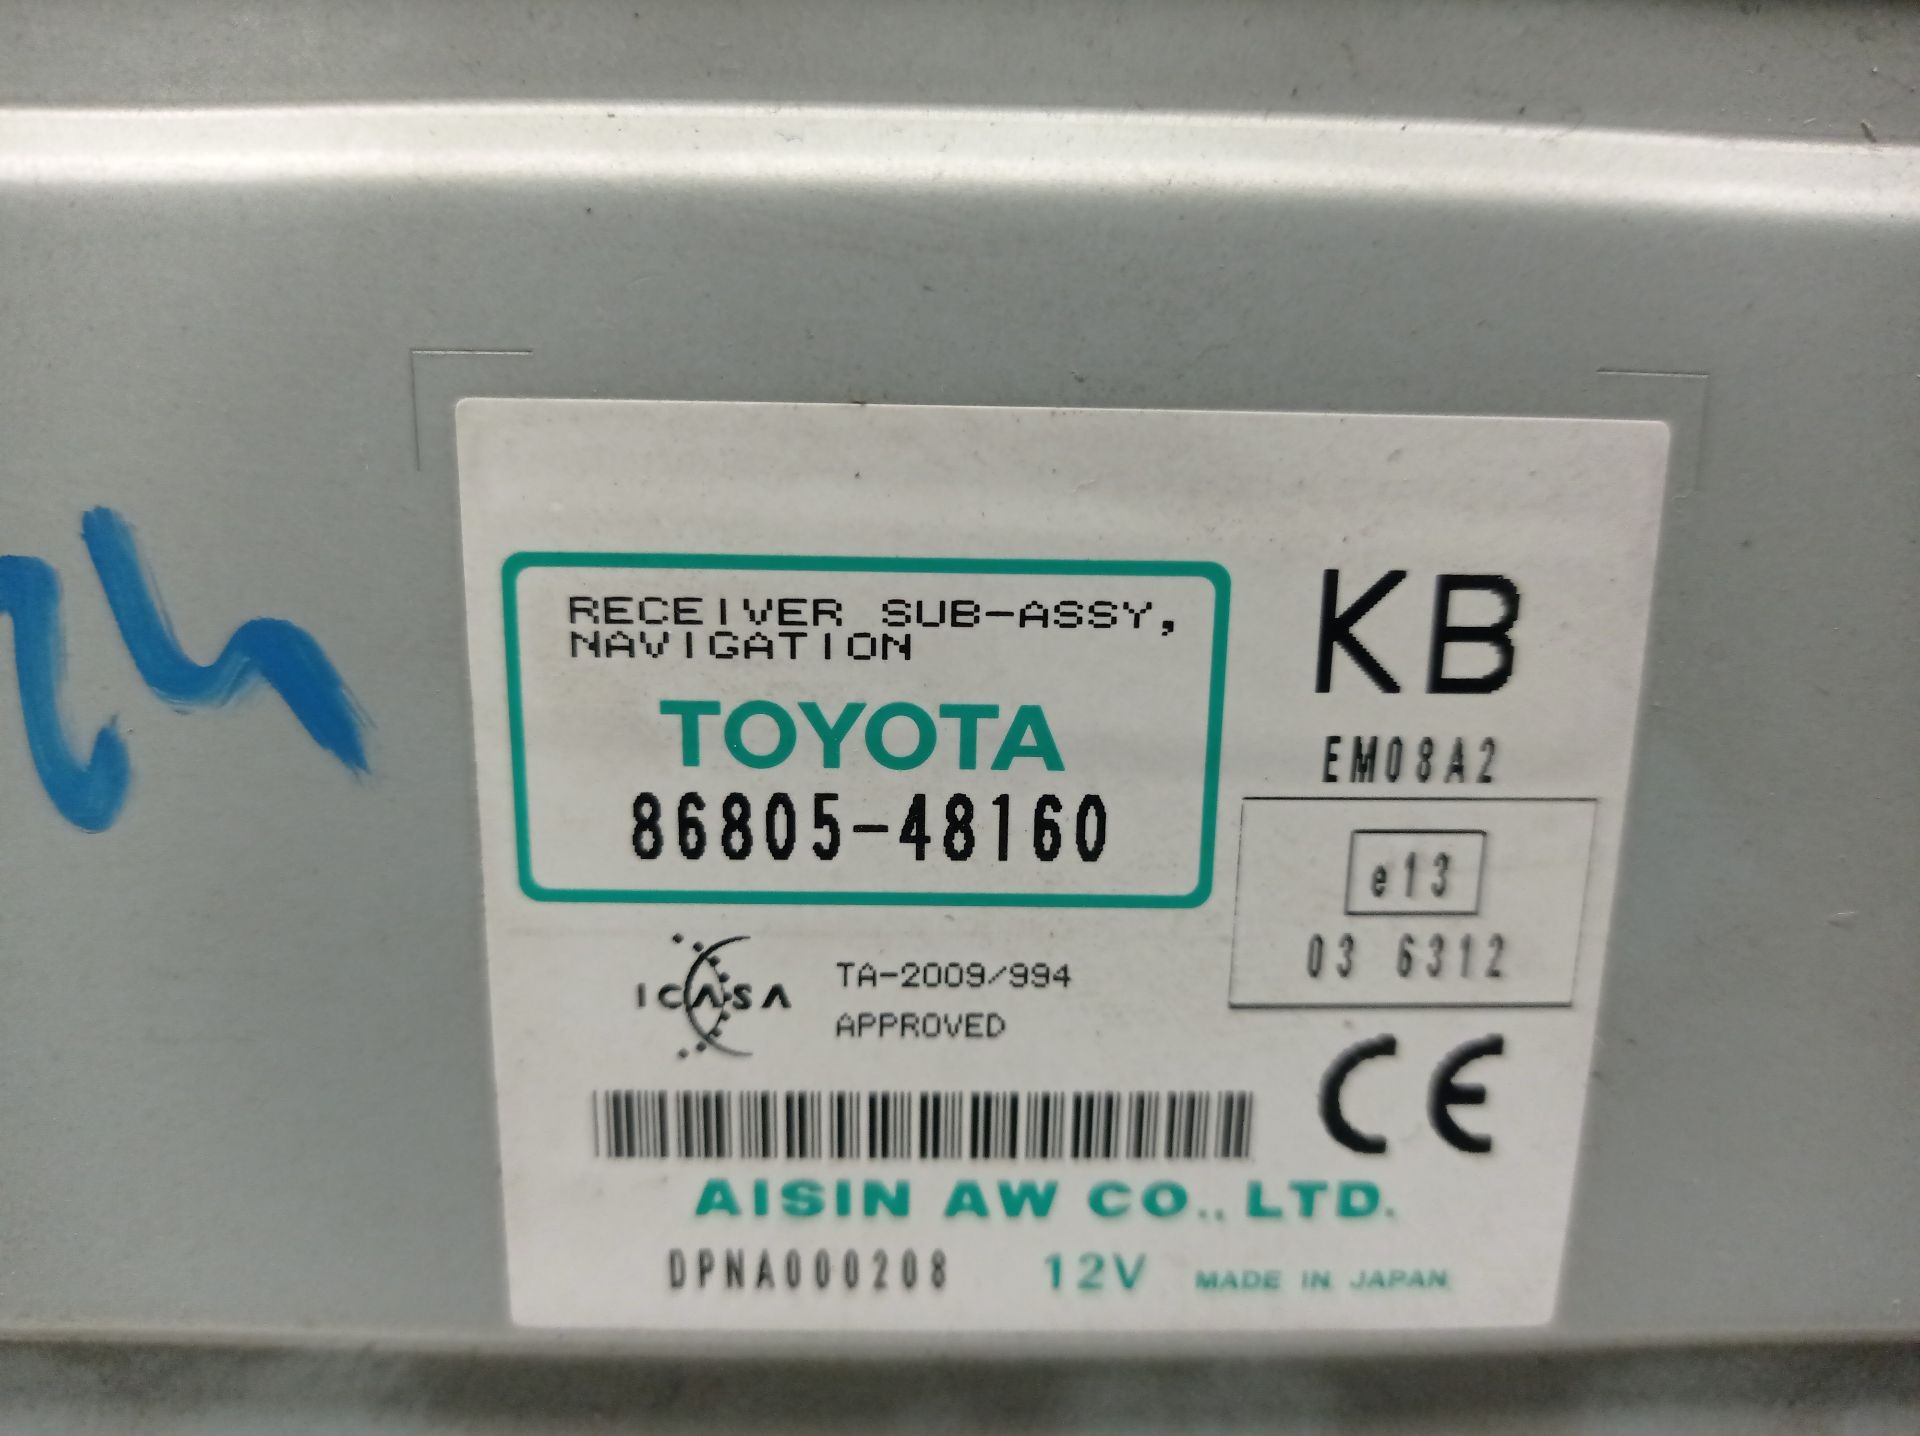 RECEIVER SUB-ASSY,
NAVIGATION
TOYOTA
86805-48160
KB
EM08A2
e13
03 6312
ICASA
TA-2009/994
APPROVED
CE
AISIN AW CO., LTD.
DPNA000208 12V MADE IN JAPAN